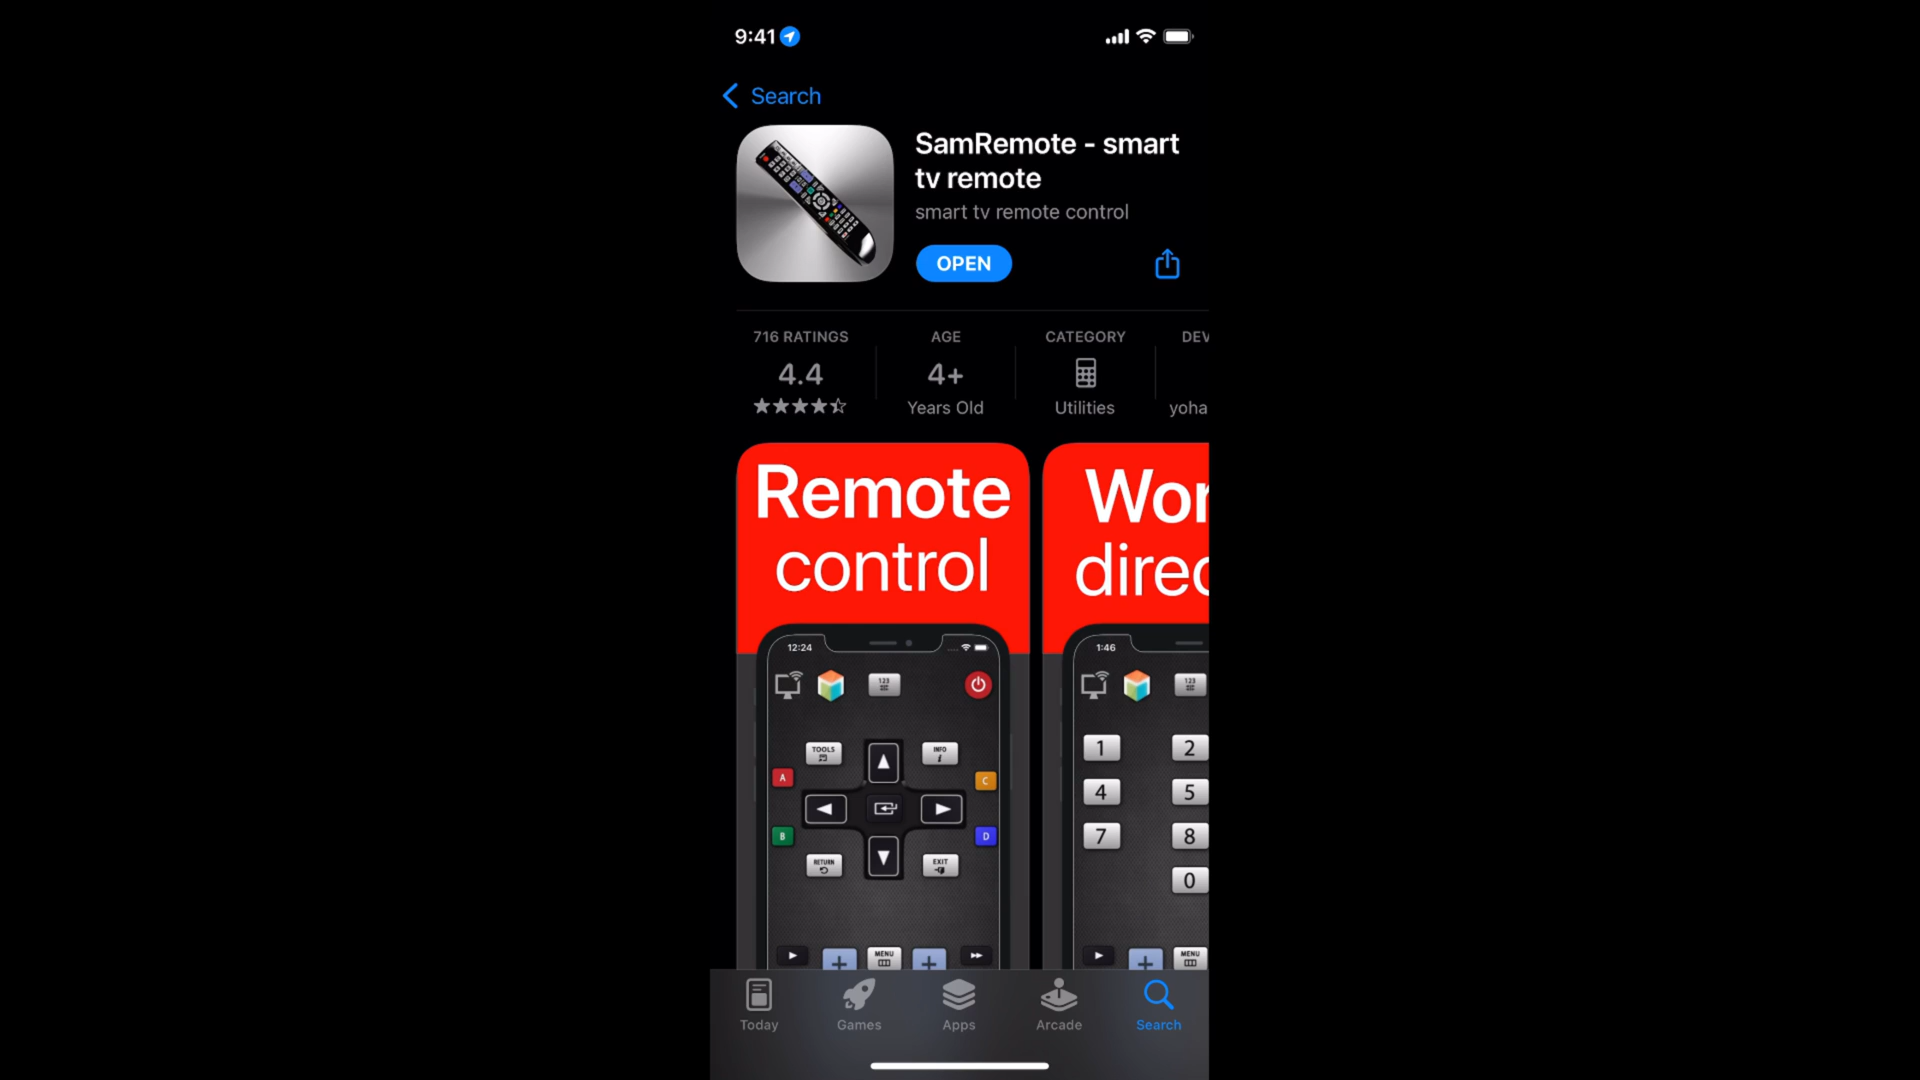 9:41
Search
SamRemote - smart
tv remote
smart tv remote control
OPEN
716 RATINGS
AGE
CATEGORY
DEV
4.4
4+
Years Old
Utilities
yoha
Remote
control
Wor
direc
12:24
123
TOOLS
INFO
i
A
C
B
D
RETURN
EXIT
MENU
1:46
123
1
2
4
5
7
8
0
MENU
Today
Games
Apps
Arcade
Search